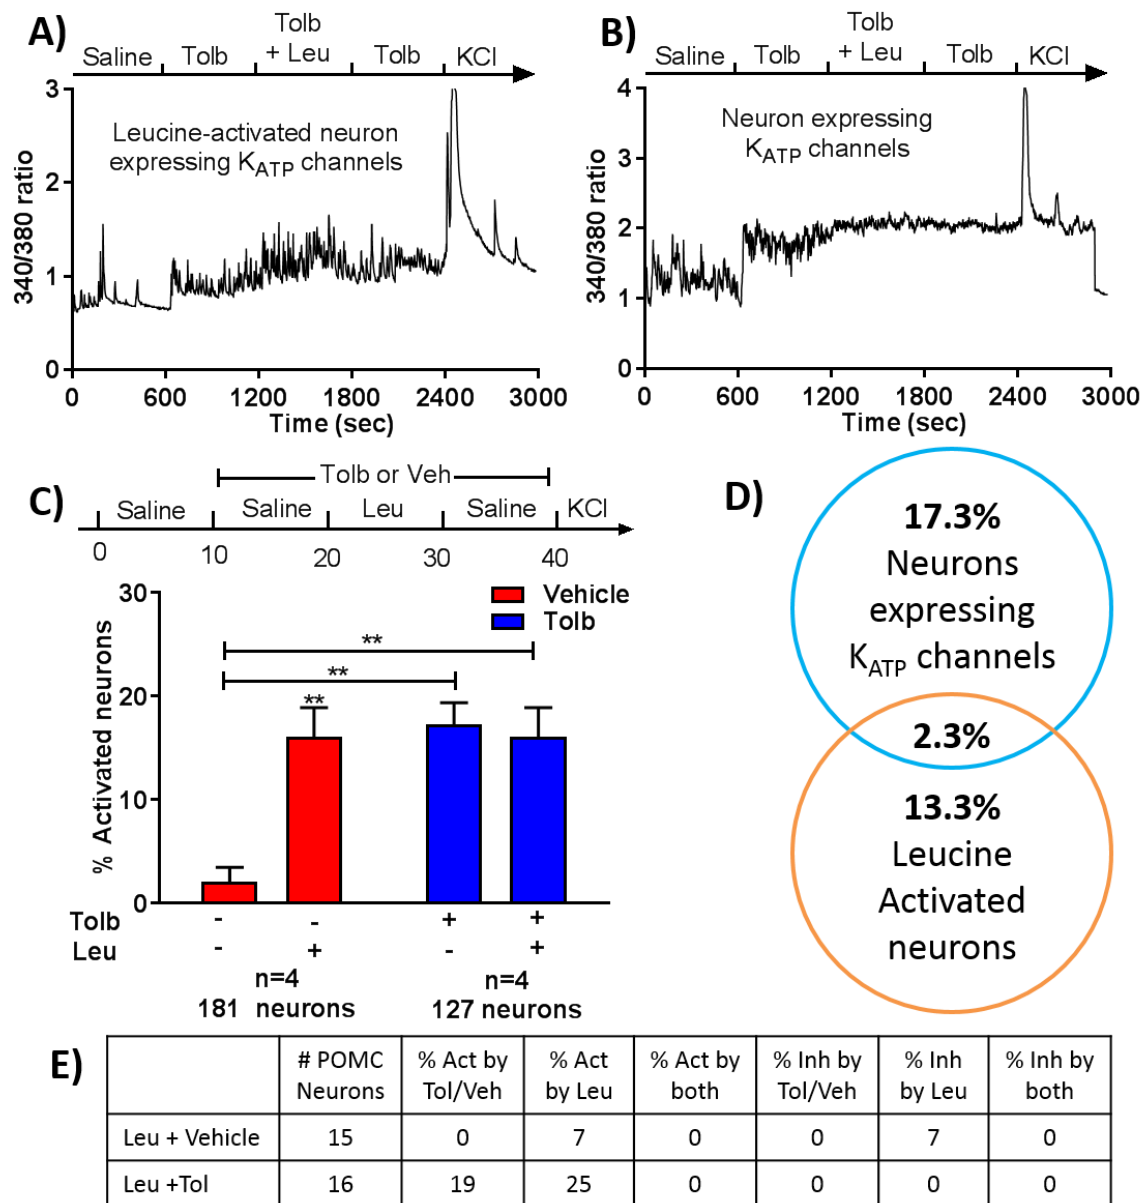 A)
Saline Tolb Tolb + Leu Tolb KCl
3
2
1
0
340/380 ratio
Leucine-activated neuron
expressing KATP channels
0 600 1200 1800 2400 3000
Time (sec)
B)
Saline Tolb Tolb + Leu Tolb KCl
4
3
2
1
0
340/380 ratio
Neuron expressing
KATP channels
0 600 1200 1800 2400 3000
Time (sec)
C)
Tolb or Veh
Saline Saline Leu Saline KCl
0 10 20 30 40
30
20
10
0
% Activated neurons
Vehicle
Tolb
**
**
**
Tolb - - + +
Leu - + - +
n=4 n=4
181 neurons 127 neurons
D)
17.3%
Neurons
expressing
KATP channels
2.3%
13.3%
Leucine
Activated
neurons
E)
# POMC Neurons % Act by Tol/Veh % Act by Leu % Act by both % Inh by Tol/Veh % Inh by Leu % Inh by both
Leu + Vehicle 15 0 7 0 0 7 0
Leu +Tol 16 19 25 0 0 0 0